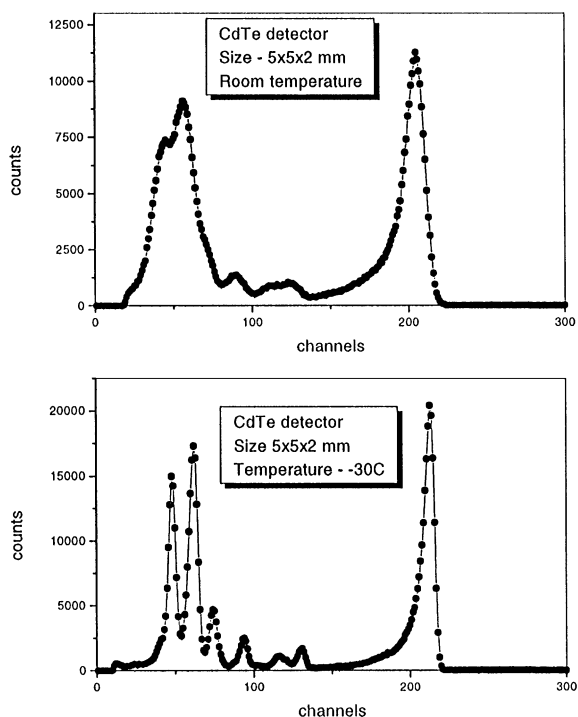 12500
CdTe detector
Size - 5x5x2 mm
Room temperature
10000
7500
counts
5000
2500
0
0 100 200 300
channels
20000
CdTe detector
Size 5x5x2 mm
Temperature - -30C
15000
counts
10000
5000
0
0 100 200 300
channels